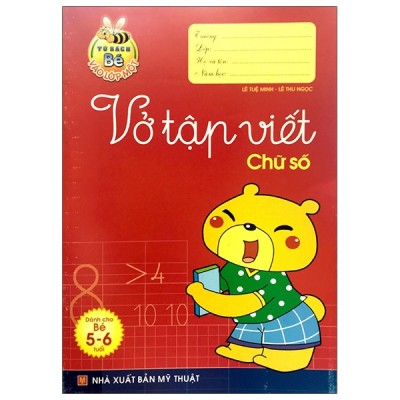 TỦ SÁCH
Bé
VÀO LỚP MỘT
Trường:
Lớp:
Họ và tên:
Năm học:
LÊ TUỆ MINH - LÊ THU NGỌC
Vở tập viết
Chữ số
8
>4
10 10
Dành cho
Bé
5-6
tuổi
NHÀ XUẤT BẢN MỸ THUẬT